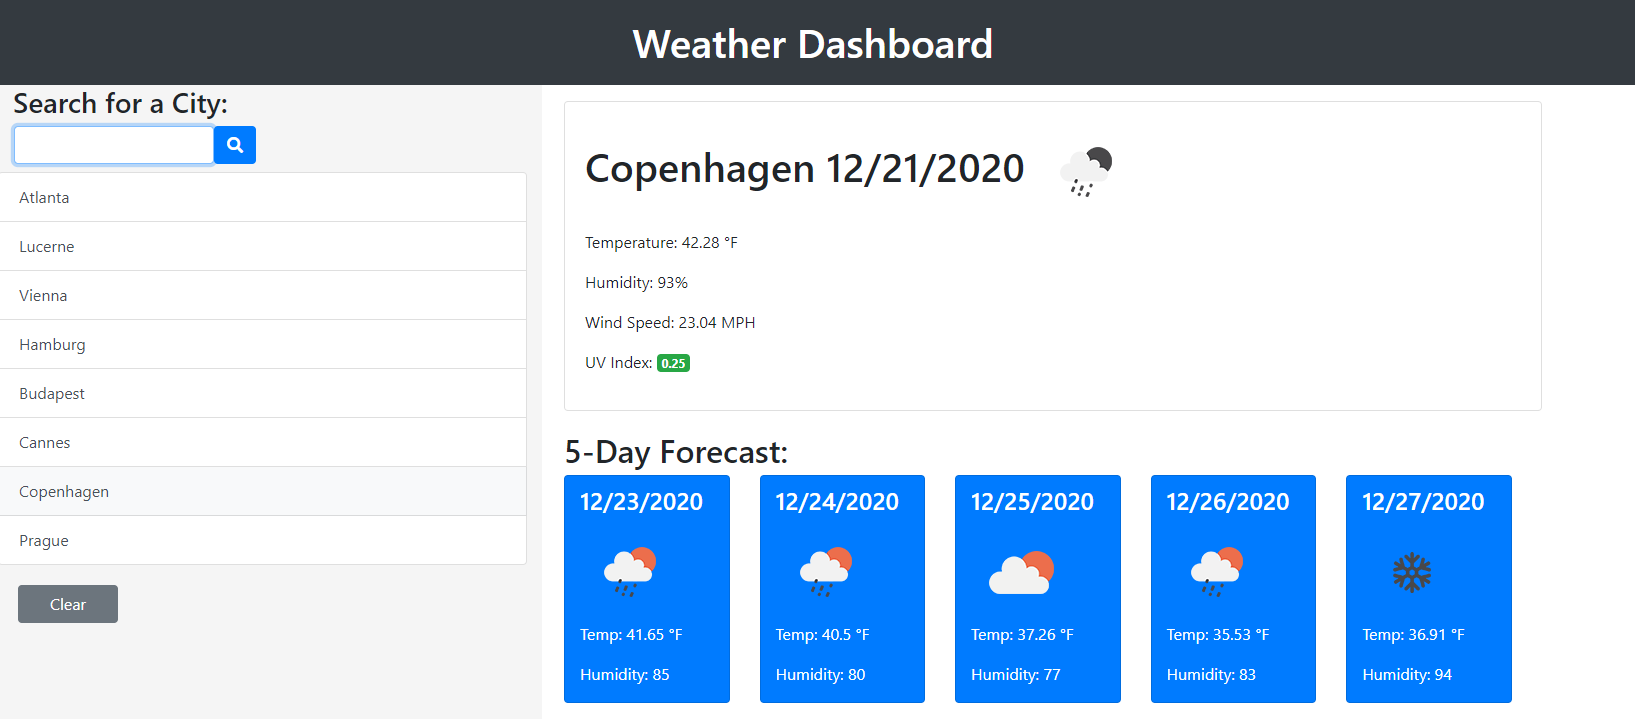 Weather Dashboard
Search for a City:
Atlanta
Lucerne
Vienna
Hamburg
Budapest
Cannes
Copenhagen
Prague
Clear
Copenhagen 12/21/2020
Temperature: 42.28 °F
Humidity: 93%
Wind Speed: 23.04 MPH
UV Index: 0.25
5-Day Forecast:
12/23/2020
Temp: 41.65 °F
Humidity: 85
12/24/2020
Temp: 40.5 °F
Humidity: 80
12/25/2020
Temp: 37.26 °F
Humidity: 77
12/26/2020
Temp: 35.53 °F
Humidity: 83
12/27/2020
Temp: 36.91 °F
Humidity: 94